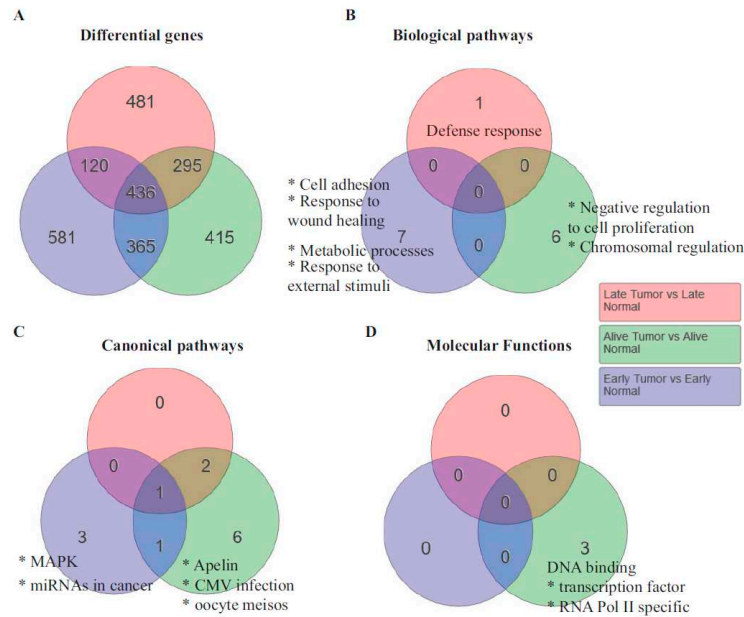 A
Differential genes
481
120
295
436
581
365
415
B
Biological pathways
1
Defense response
0
0
0
* Cell adhesion
* Response to
wound healing
* Metabolic processes
* Response to
external stimuli
7
0
6
* Negative regulation
to cell proliferation
* Chromosomal regulation
Late Tumor vs Late
Normal
Alive Tumor vs Alive
Normal
Early Tumor vs Early
Normal
C
Canonical pathways
0
0
2
1
3
1
6
* MAPK
* miRNAs in cancer
* Apelin
* CMV infection
* oocyte meisos
D
Molecular Functions
0
0
0
0
0
0
3
DNA binding
* transcription factor
* RNA Pol II specific